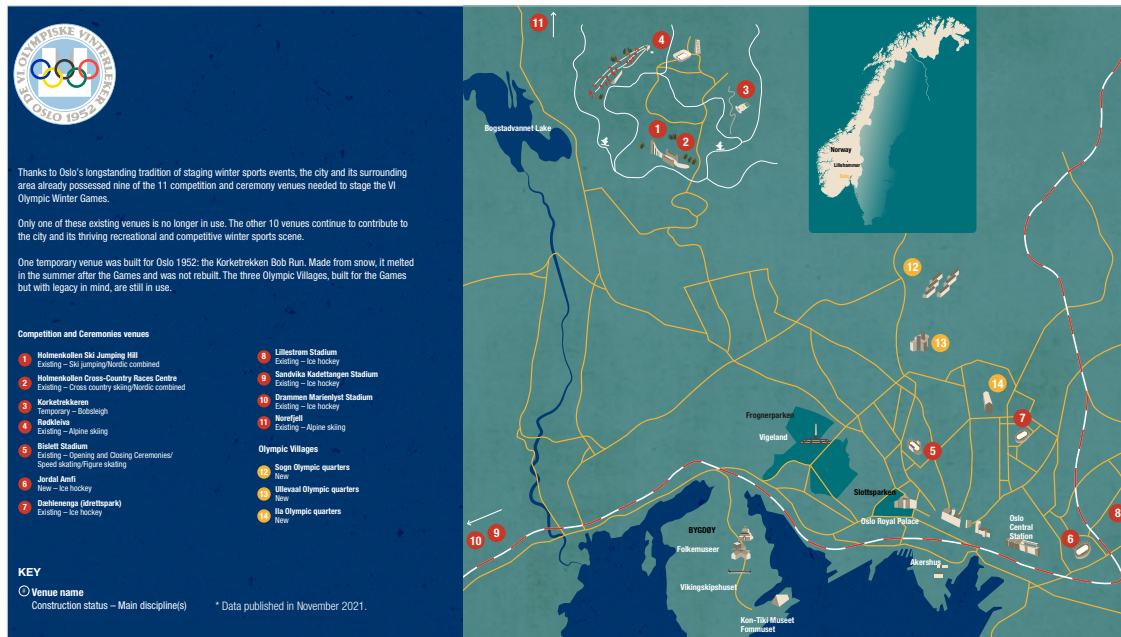 DE VI. OLYMPISKE VINTERLEKER
OSLO 1952
Thanks to Oslo's longstanding tradition of staging winter sports events, the city and its surrounding
area already possessed nine of the 11 competition and ceremony venues needed to stage the VI
Olympic Winter Games.
Only one of these existing venues is no longer in use. The other 10 venues continue to contribute to
the city and its thriving recreational and competitive winter sports scene.
One temporary venue was built for Oslo 1952: the Korketrekken Bob Run. Made from snow, it melted
in the summer after the Games and was not rebuilt. The three Olympic Villages, built for the Games
but with legacy in mind, are still in use.
Competition and Ceremonies venues
1 Holmenkollen Ski Jumping Hill
Existing – Ski jumping/Nordic combined
2 Holmenkollen Cross-Country Races Centre
Existing – Cross country skiing/Nordic combined
3 Korketrekkeren
Temporary – Bobsleigh
4 Rødkleiva
Existing – Alpine skiing
5 Bislett Stadium
Existing – Opening and Closing Ceremonies/
Speed skating/Figure skating
6 Jordal Amfi
New – Ice hockey
7 Dæhlenenga (idrettspark)
Existing – Ice hockey
8 Lillestrøm Stadium
Existing – Ice hockey
9 Sandvika Kadettangen Stadium
Existing – Ice hockey
10 Drammen Marienlyst Stadium
Existing – Ice hockey
11 Norefjell
Existing – Alpine skiing
Olympic Villages
12 Sogn Olympic quarters
New
13 Ullevaal Olympic quarters
New
14 Ila Olympic quarters
New
KEY
# Venue name
Construction status – Main discipline(s)
* Data published in November 2021.
11
4
3
1
2
Bogstadvannet Lake
Norway
Lillehammer
Oslo
12
13
14
7
Frognerparken
Vigeland
5
Slottsparken
Oslo Royal Palace
Oslo
Central
Station
8
6
10
9
BYGDØY
Folkemuseer
Akershus
Vikingskipshuset
Kon-Tiki Museet
Fommuset